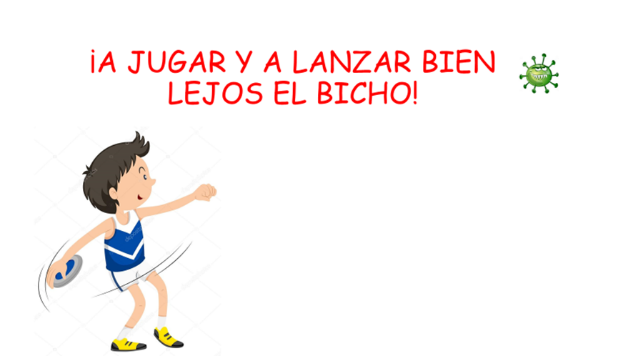 ¡A JUGAR Y A LANZAR BIEN
LEJOS EL BICHO!